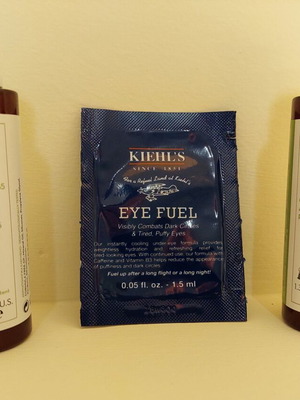 KIEHL'S
SINCE 1851
EYE FUEL
Visibly Combats Dark Circles
& Tired, Puffy Eyes
Our instantly cooling under-eye formula provides
weightless hydration and refreshing relief for
tired-looking eyes. With continued use, our formula with
Caffeine and Vitamin B3 helps reduce the appearance
of puffiness and dark circles.
Fuel up after a long flight or a long night!
0.05 fl. oz. - 1.5 ml
U.S.